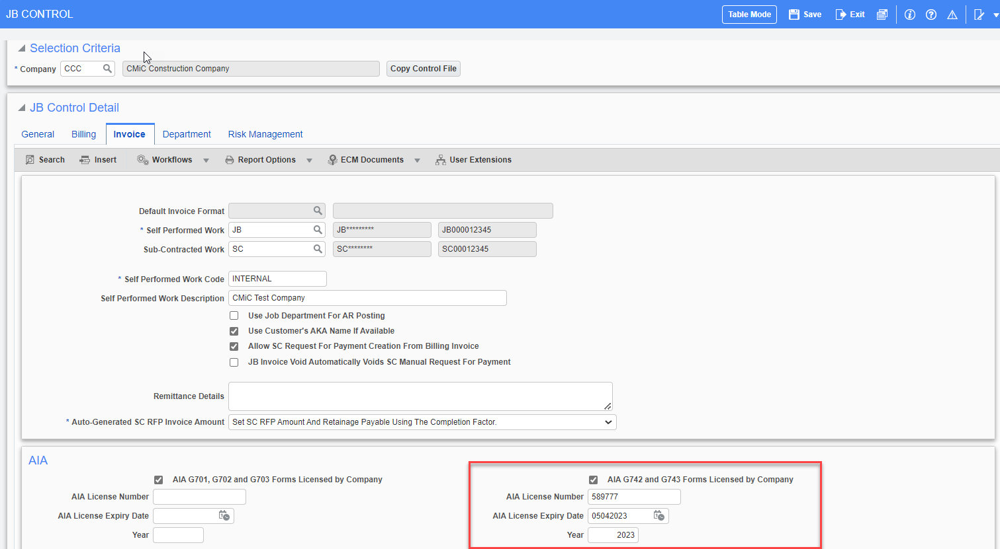 JB CONTROL
Table Mode Save Exit
Selection Criteria
* Company CCC CMiC Construction Company Copy Control File
JB Control Detail
General Billing Invoice Department Risk Management
Search Insert Workflows Report Options ECM Documents User Extensions
Default Invoice Format
* Self Performed Work JB JB********* JB000012345
Sub-Contracted Work SC SC******** SC00012345
* Self Performed Work Code INTERNAL
Self Performed Work Description CMiC Test Company
Use Job Department For AR Posting
Use Customer's AKA Name If Available
Allow SC Request For Payment Creation From Billing Invoice
JB Invoice Void Automatically Voids SC Manual Request For Payment
Remittance Details
* Auto-Generated SC RFP Invoice Amount Set SC RFP Amount And Retainage Payable Using The Completion Factor.
AIA
AIA G701, G702 and G703 Forms Licensed by Company AIA G742 and G743 Forms Licensed by Company
AIA License Number AIA License Number 589777
AIA License Expiry Date AIA License Expiry Date 05042023
Year Year 2023